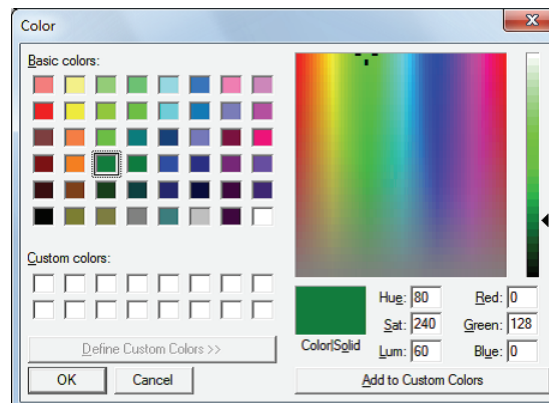 Color
Basic colors:
Custom colors:
Define Custom Colors >>
OK
Cancel
Color|Solid
Hue: 80
Sat: 240
Lum: 60
Red: 0
Green: 128
Blue: 0
Add to Custom Colors